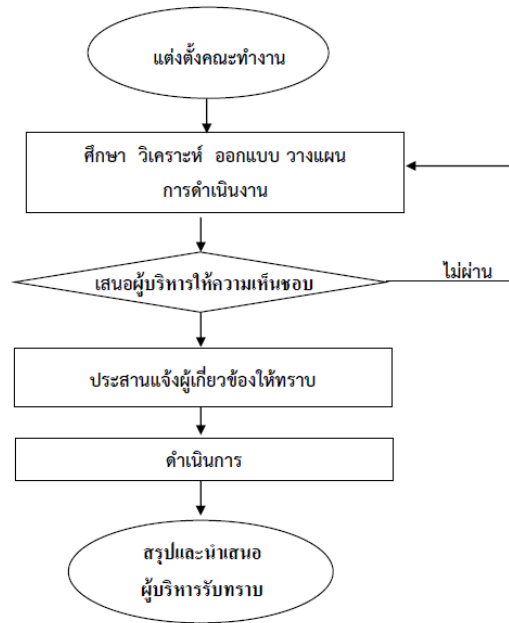 แต่งตั้งคณะทำงาน
ศึกษา วิเคราะห์ ออกแบบ วางแผน
การดำเนินงาน
เสนอผู้บริหารให้ความเห็นชอบ
ไม่ผ่าน
ประสานแจ้งผู้เกี่ยวข้องให้ทราบ
ดำเนินการ
สรุปและนำเสนอ
ผู้บริหารรับทราบ